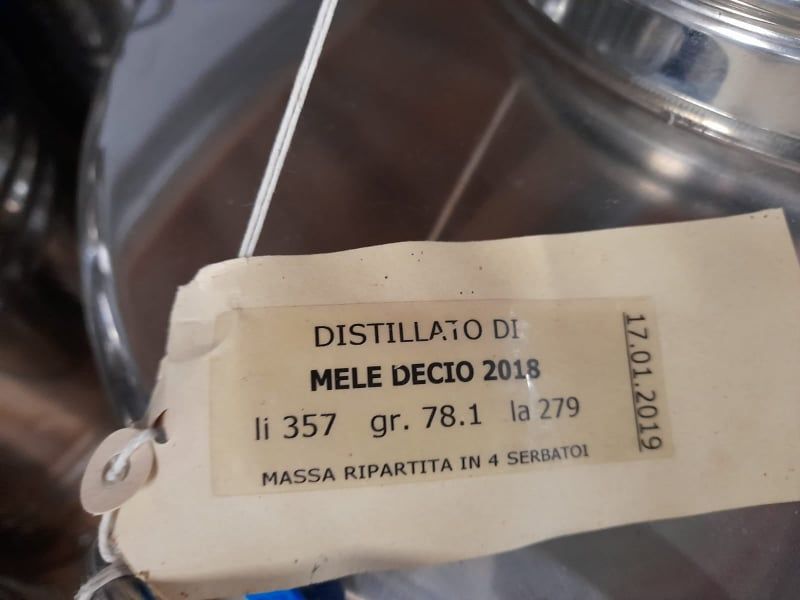 DISTILLATO DI
MELE DECIO 2018
li 357 gr. 78.1 la 279
MASSA RIPARTITA IN 4 SERBATOI
17.01.2019